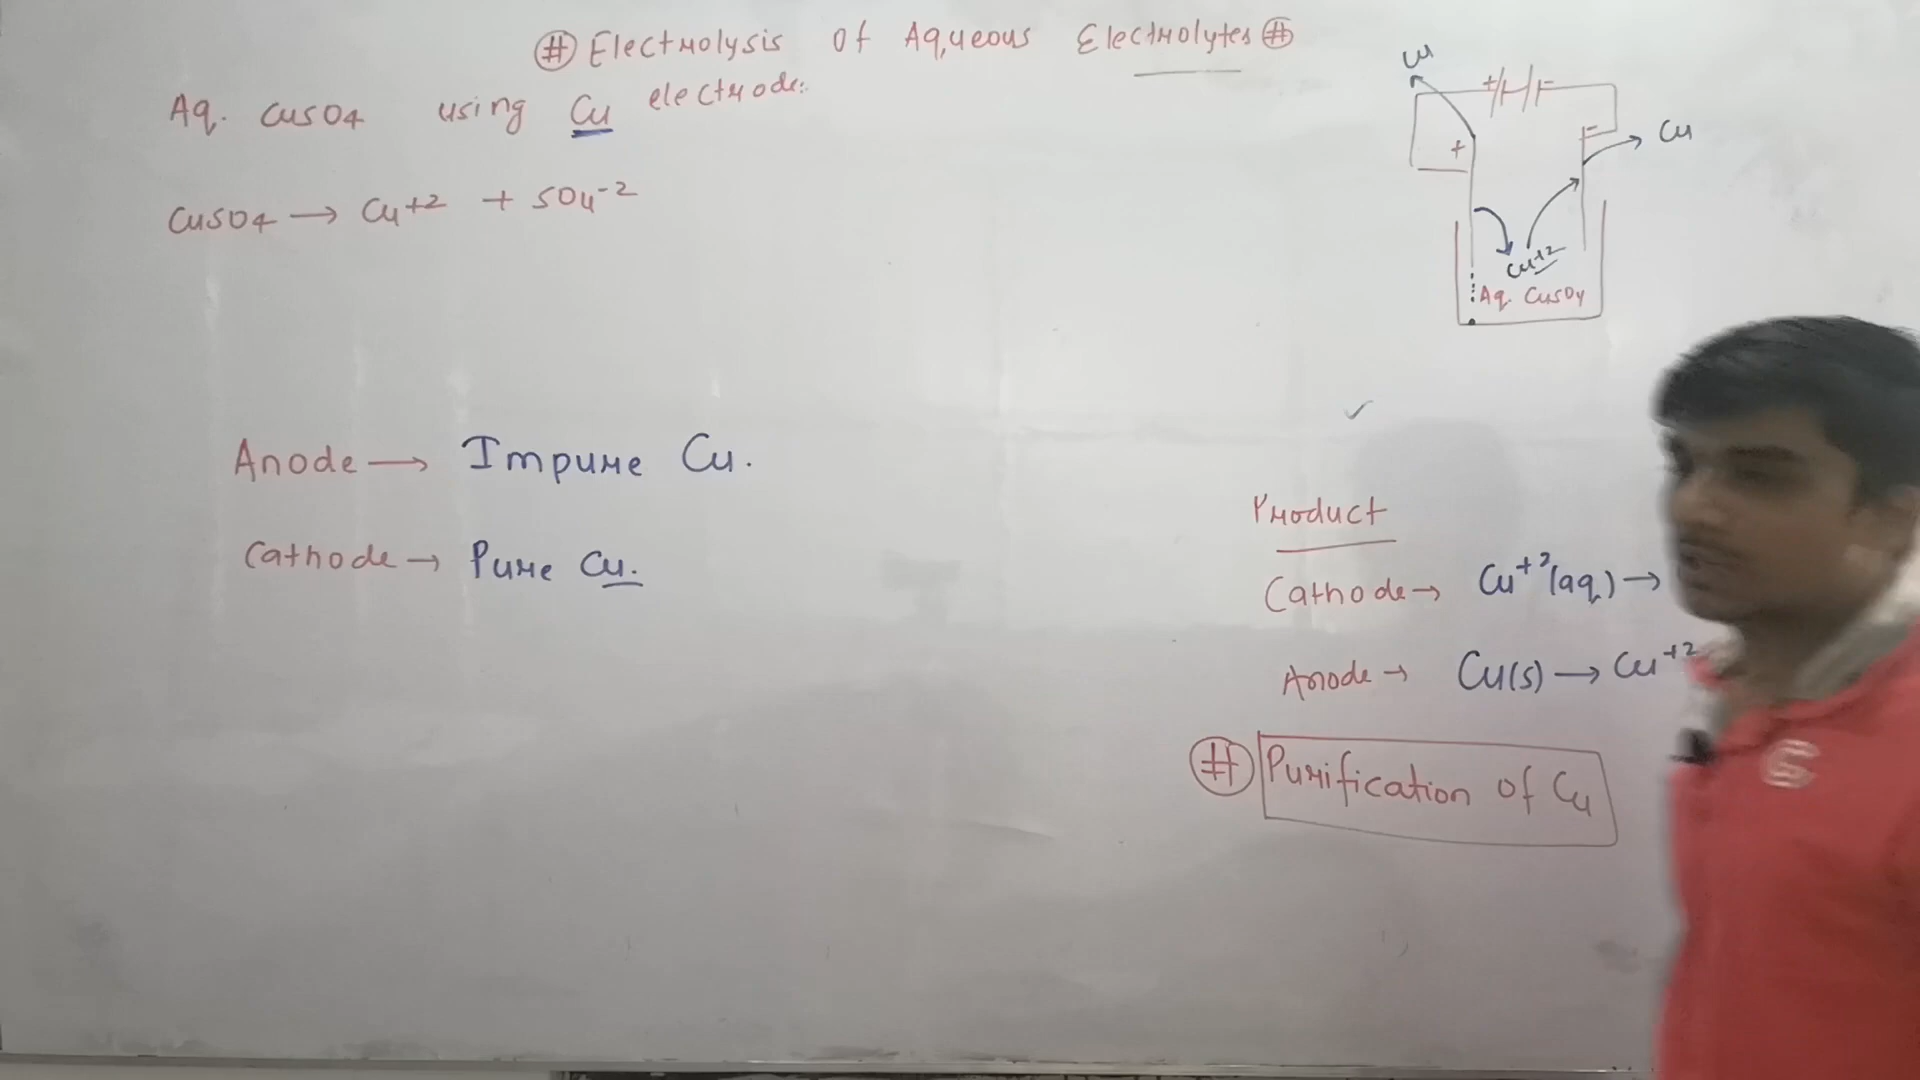 # Electrolysis of Aqueous Electrolytes #
Aq. CuSO4 using Cu electrode:
CuSO4 → Cu+2 + SO4-2
Cu
+ -
+ -
Cu
Cu+2
Aq. CuSO4
Anode → Impure Cu.
Cathode → Pure Cu.
Product
Cathode → Cu+2(aq) →
Anode → Cu(s) → Cu+2
# Purification of Cu